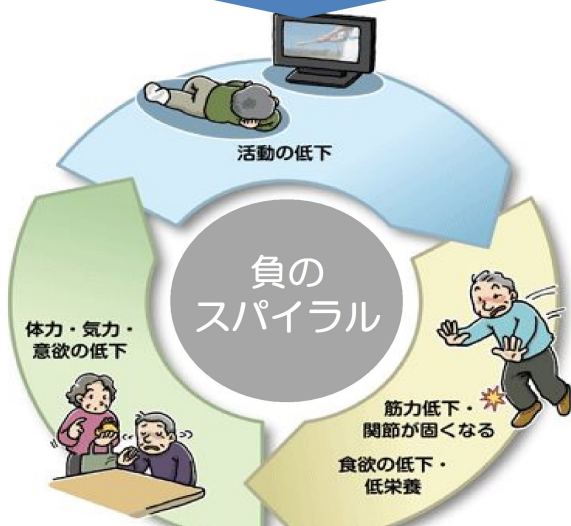 活動の低下
負の
スパイラル
筋力低下・
関節が固くなる
食欲の低下・
低栄養
体力・気力・
意欲の低下